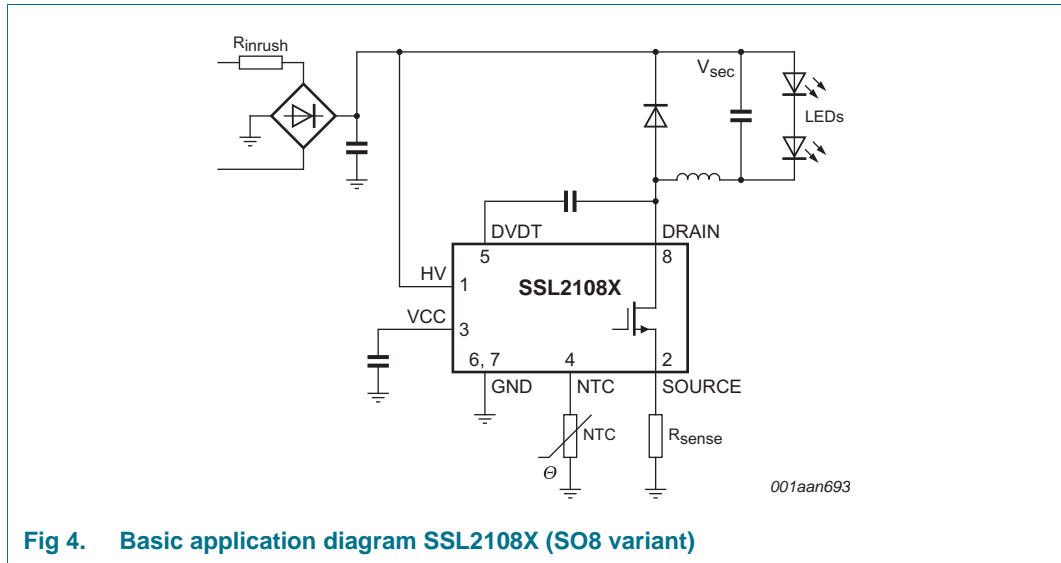 Rinrush
Vsec
LEDs
DVDT
DRAIN
5
8
HV
1
SSL2108X
VCC
3
6, 7
4
2
GND
NTC
SOURCE
NTC
Rsense
Θ
001aan693
Fig 4. Basic application diagram SSL2108X (SO8 variant)